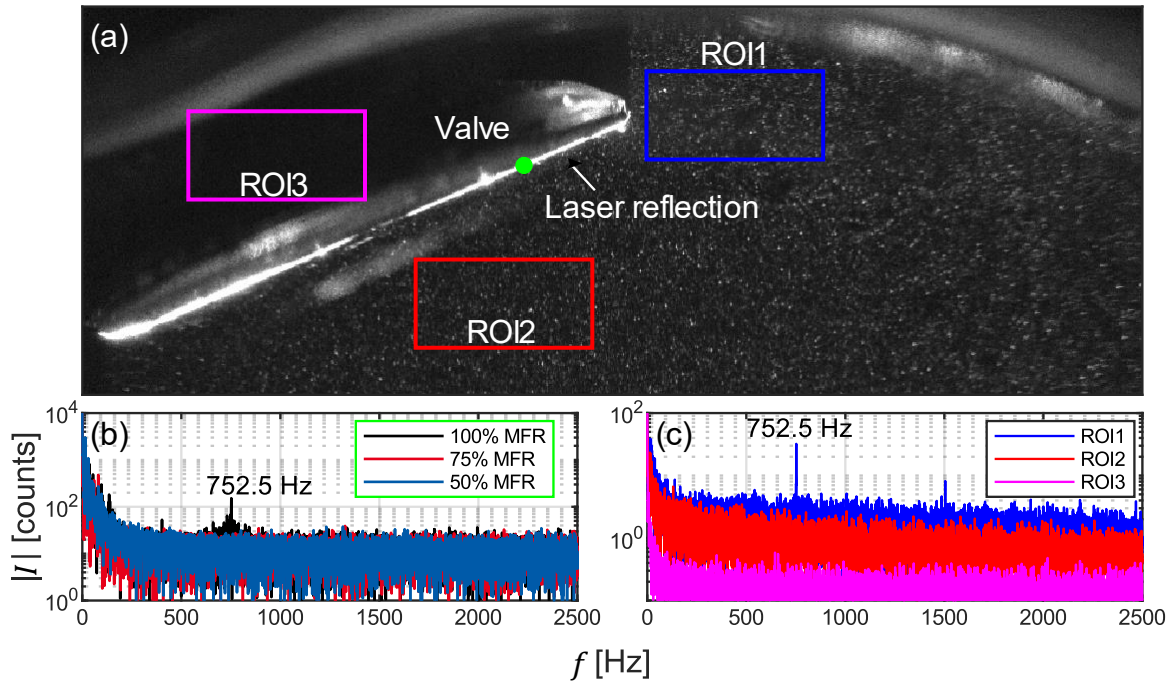 (a)
ROI1
Valve
ROI3
Laser reflection
ROI2
10^4
10^2
10^0
|I| [counts]
(b)
752.5 Hz
100% MFR
75% MFR
50% MFR
0
500
1000
1500
2000
2500
10^2
10^0
(c)
752.5 Hz
ROI1
ROI2
ROI3
0
500
1000
1500
2000
2500
f [Hz]